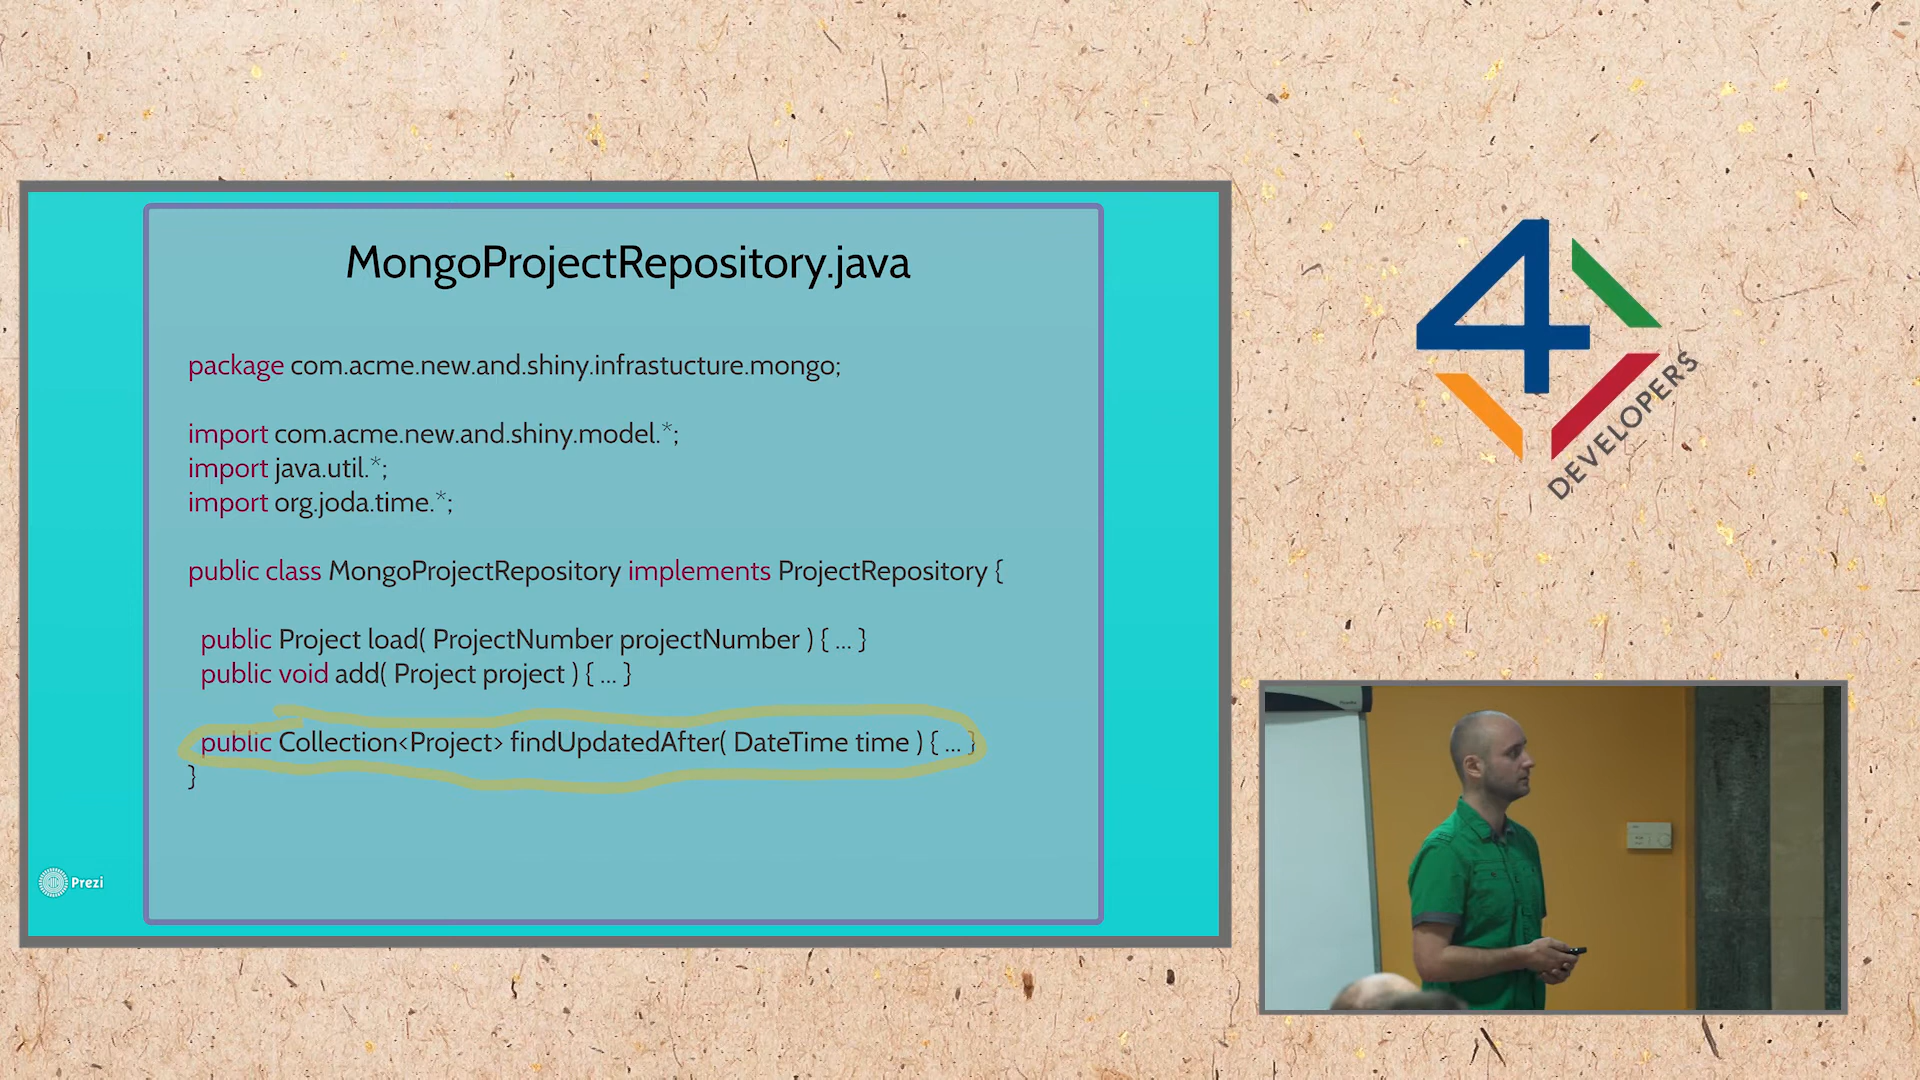 MongoProjectRepository.java
package com.acme.new.and.shiny.infrastucture.mongo;
import com.acme.new.and.shiny.model.*;
import java.util.*;
import org.joda.time.*;
public class MongoProjectRepository implements ProjectRepository {
public Project load( ProjectNumber projectNumber ) { ... }
public void add( Project project ) { ... }
public Collection<Project> findUpdatedAfter( DateTime time ) { ... }
}
Prezi
4
DEVELOPERS